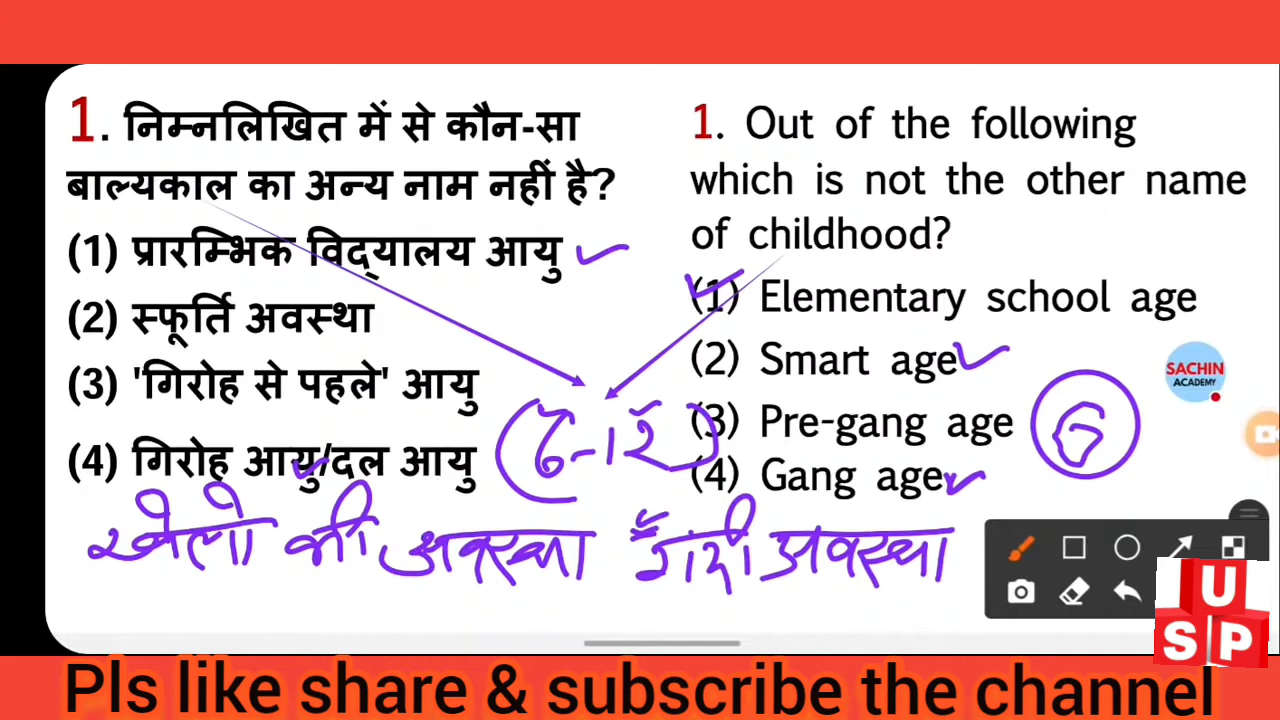 1. निम्नलिखित में से कौन-सा
बाल्यकाल का अन्य नाम नहीं है?
(1) प्रारम्भिक विद्यालय आयु
(2) स्फूर्ति अवस्था
(3) 'गिरोह से पहले' आयु
(4) गिरोह आयु/दल आयु
1. Out of the following
which is not the other name
of childhood?
(1) Elementary school age
(2) Smart age
(3) Pre-gang age
(4) Gang age
(6-12)
6
खेलो की अवस्था गंदी अवस्था
SACHIN
ACADEMY
U
S P
Pls like share & subscribe the channel